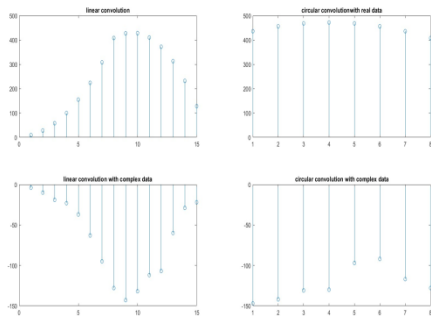 linear convolution
500
400
300
200
100
0
0 5 10 15
circular convolutionwith real data
500
400
300
200
100
0
1 2 3 4 5 6 7 8
linear convolution with complex data
0
-50
-100
-150
0 5 10 15
circular convolution with complex data
0
-50
-100
-150
1 2 3 4 5 6 7 8